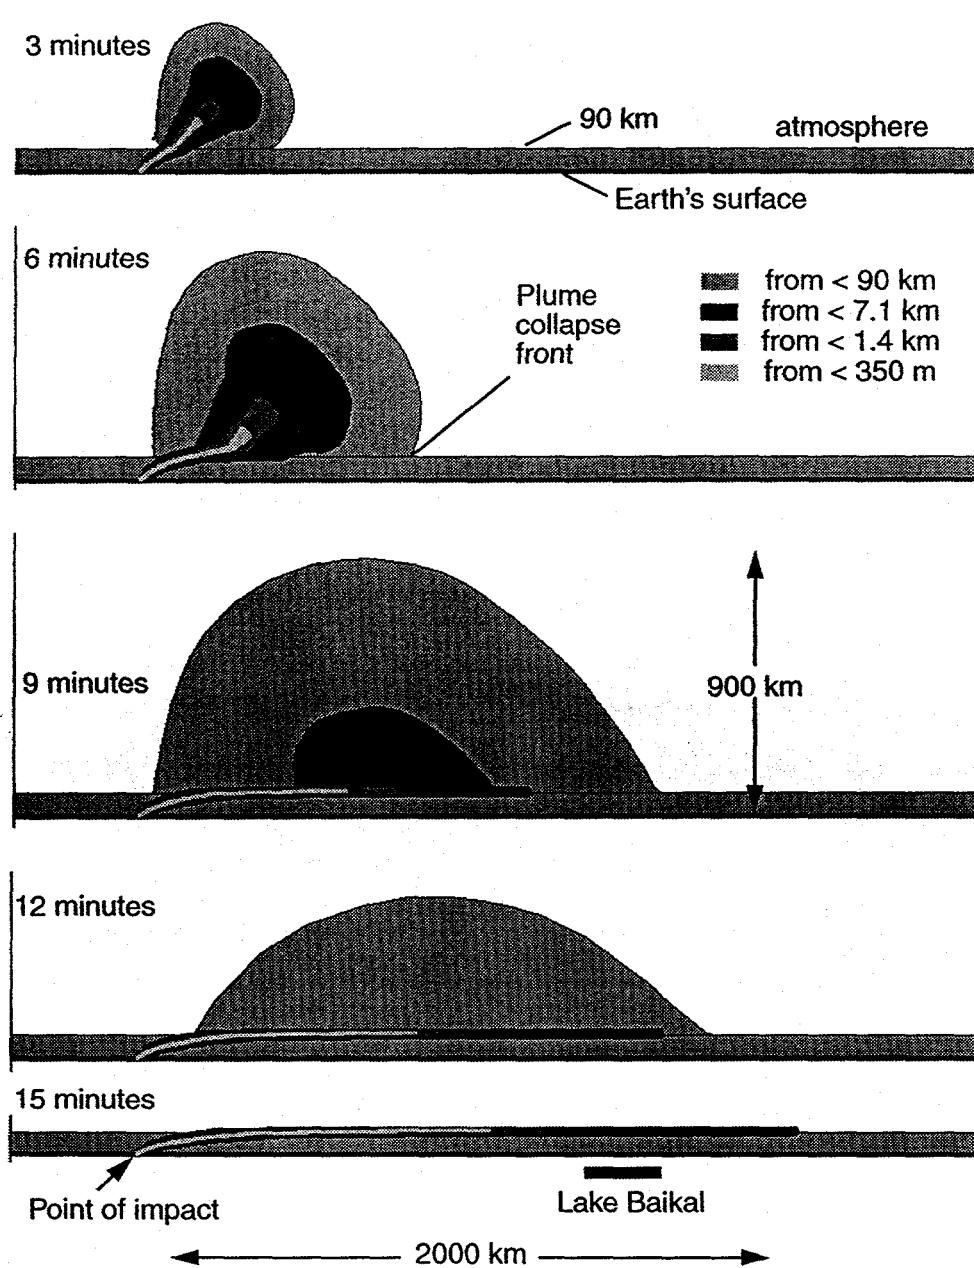 3 minutes
90 km
atmosphere
Earth's surface
6 minutes
Plume
collapse
front
from < 90 km
from < 7.1 km
from < 1.4 km
from < 350 m
9 minutes
900 km
12 minutes
15 minutes
Point of impact
Lake Baikal
2000 km